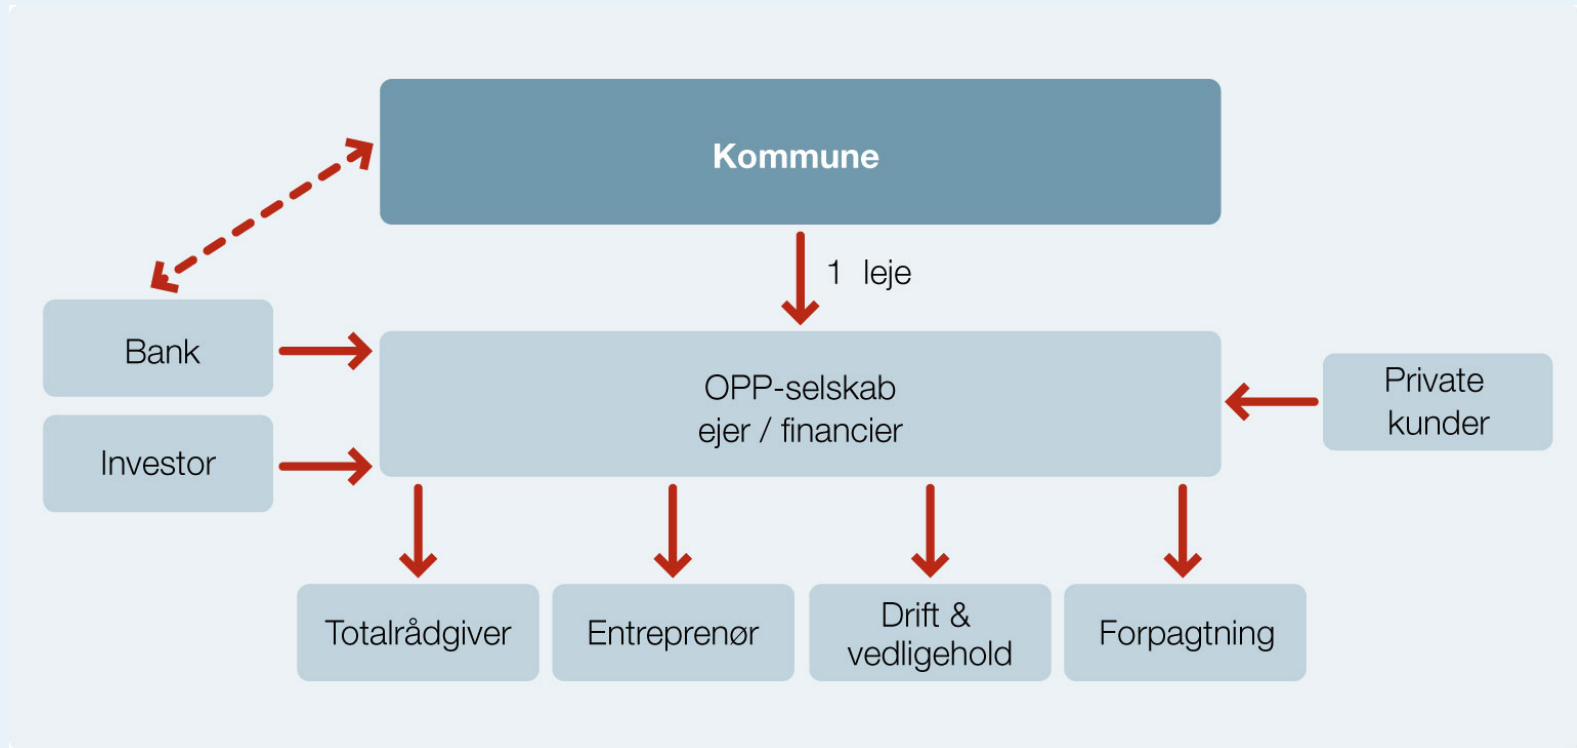 Kommune
1 leje
Bank
Investor
OPP-selskab
ejer / financier
Private
kunder
Totalrådgiver
Entreprenør
Drift &
vedligehold
Forpagtning